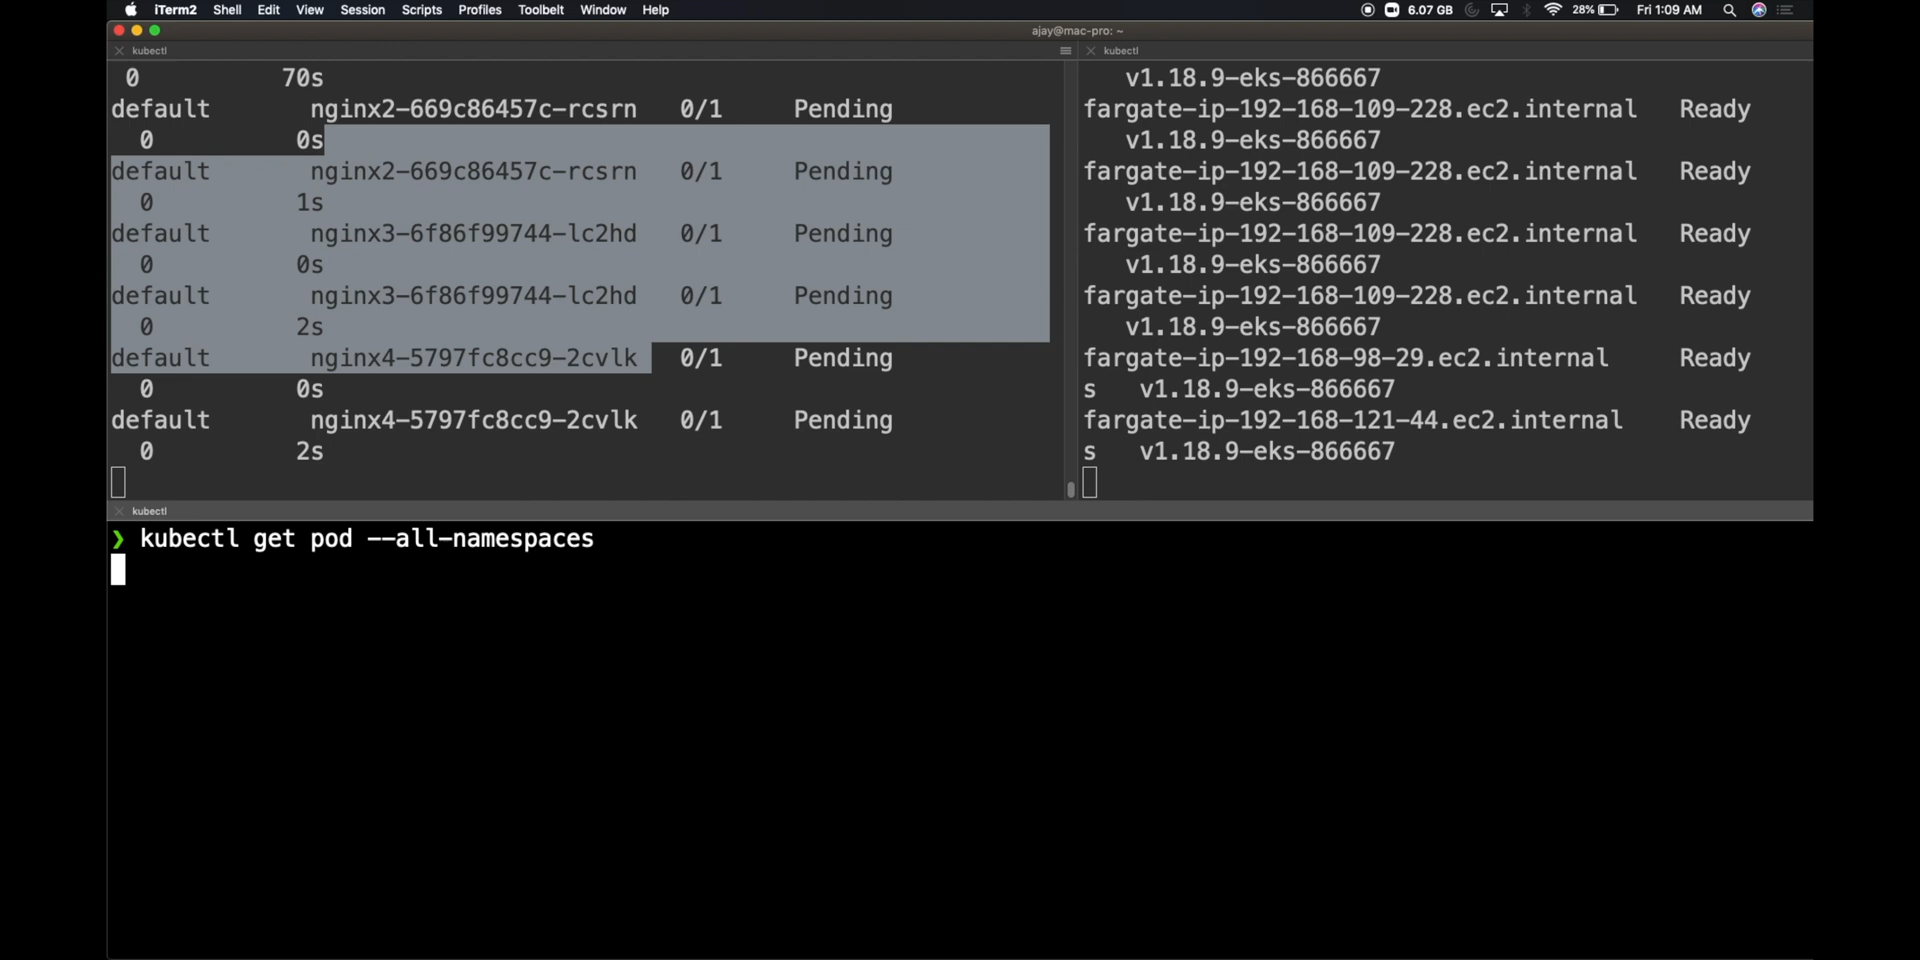 iTerm2 Shell Edit View Session Scripts Profiles Toolbelt Window Help 6.07 GB 28% Fri 1:09 AM
ajay@mac-pro: ~
kubectl
0 70s
default nginx2-669c86457c-rcsrn 0/1 Pending
0 0s
default nginx2-669c86457c-rcsrn 0/1 Pending
0 1s
default nginx3-6f86f99744-lc2hd 0/1 Pending
0 0s
default nginx3-6f86f99744-lc2hd 0/1 Pending
0 2s
default nginx4-5797fc8cc9-2cvlk 0/1 Pending
0 0s
default nginx4-5797fc8cc9-2cvlk 0/1 Pending
0 2s
kubectl
v1.18.9-eks-866667
fargate-ip-192-168-109-228.ec2.internal Ready
v1.18.9-eks-866667
fargate-ip-192-168-109-228.ec2.internal Ready
v1.18.9-eks-866667
fargate-ip-192-168-109-228.ec2.internal Ready
v1.18.9-eks-866667
fargate-ip-192-168-109-228.ec2.internal Ready
v1.18.9-eks-866667
fargate-ip-192-168-98-29.ec2.internal Ready
s v1.18.9-eks-866667
fargate-ip-192-168-121-44.ec2.internal Ready
s v1.18.9-eks-866667
kubectl
❯ kubectl get pod --all-namespaces